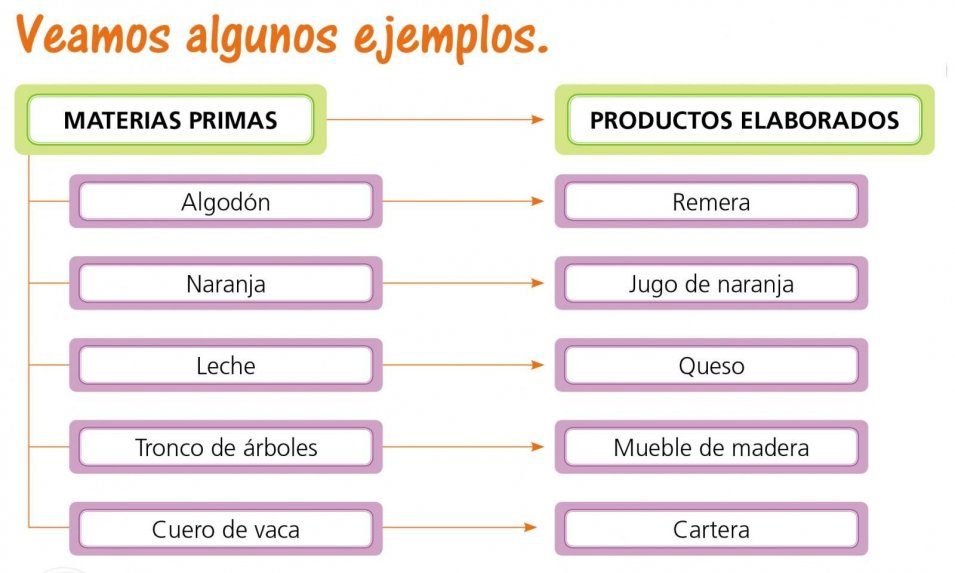 Veamos algunos ejemplos.
MATERIAS PRIMAS
PRODUCTOS ELABORADOS
Algodón
Remera
Naranja
Jugo de naranja
Leche
Queso
Tronco de árboles
Mueble de madera
Cuero de vaca
Cartera